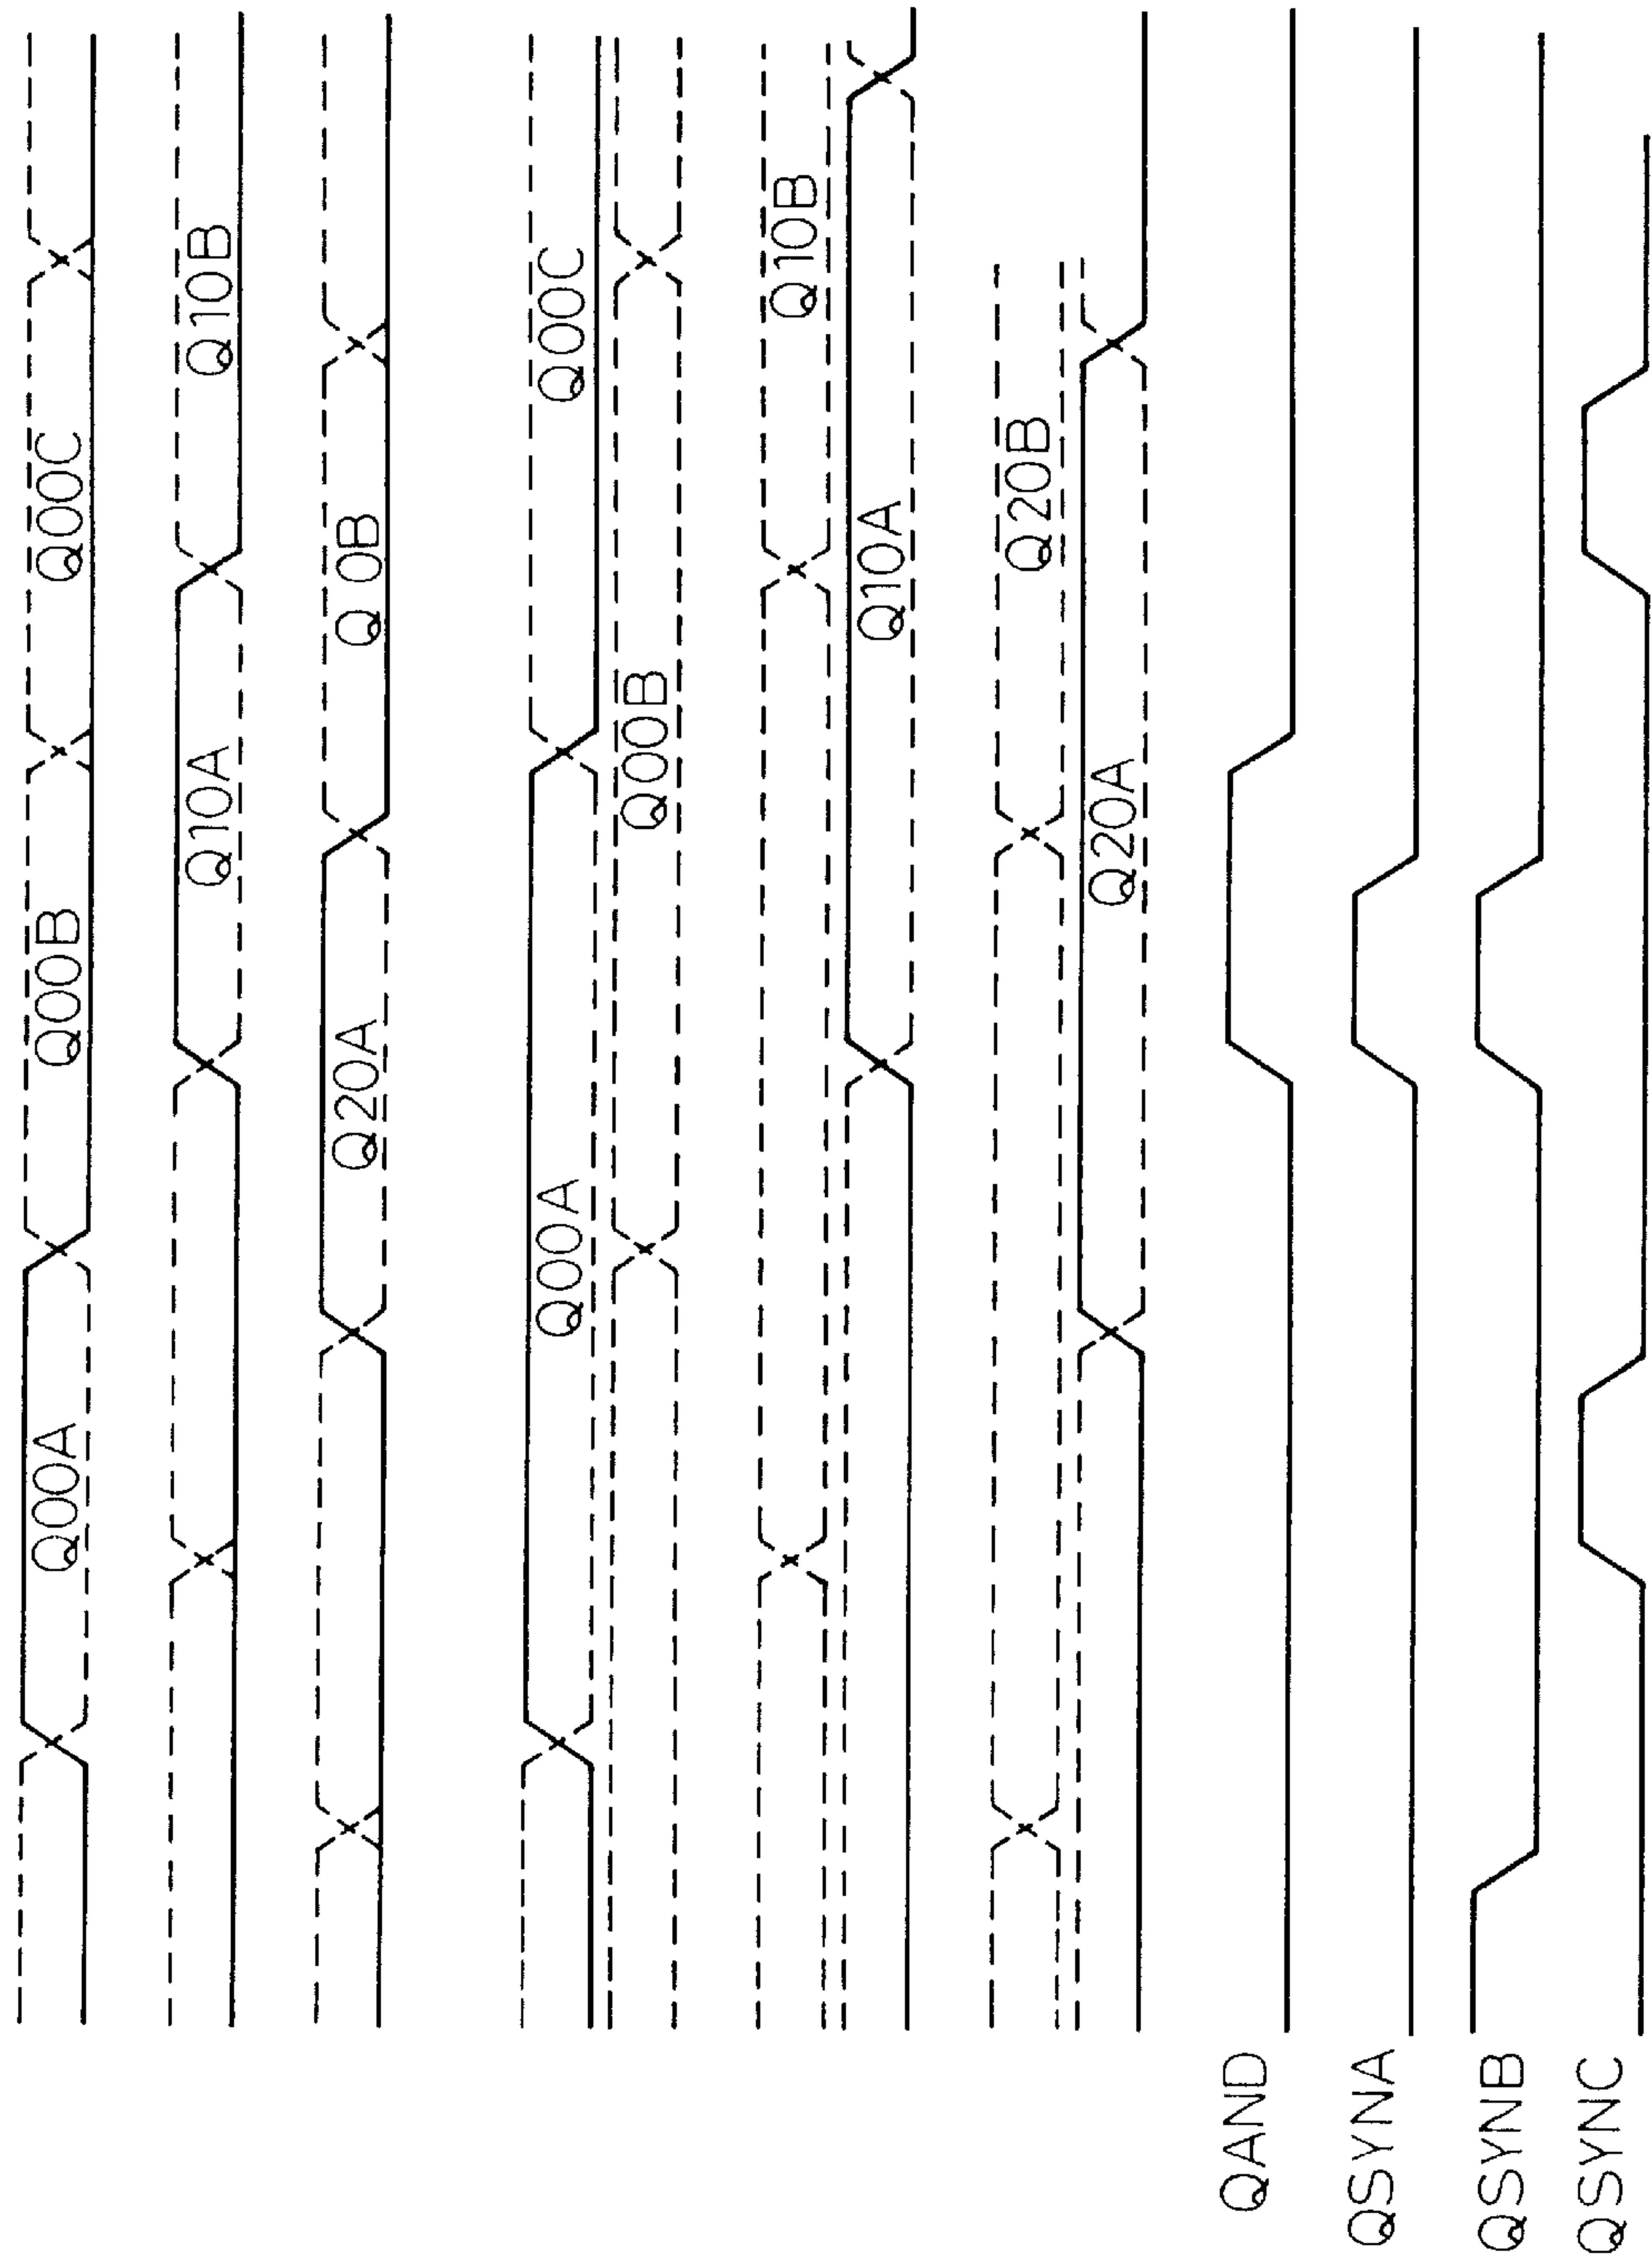 Q00A Q00B Q00C
Q10A Q10B
Q20A Q 0B
Q00A Q00C
Q00B
Q10B
Q10A
Q20B
Q20A
QAND
QSYNA
QSYNB
QSYNC